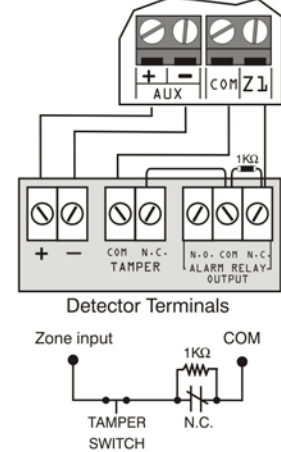 + − COM Z1
AUX
1KΩ
+ − COM N.C. N.O. COM N.C.
TAMPER ALARM RELAY
OUTPUT
Detector Terminals
Zone input COM
1KΩ
TAMPER N.C.
SWITCH